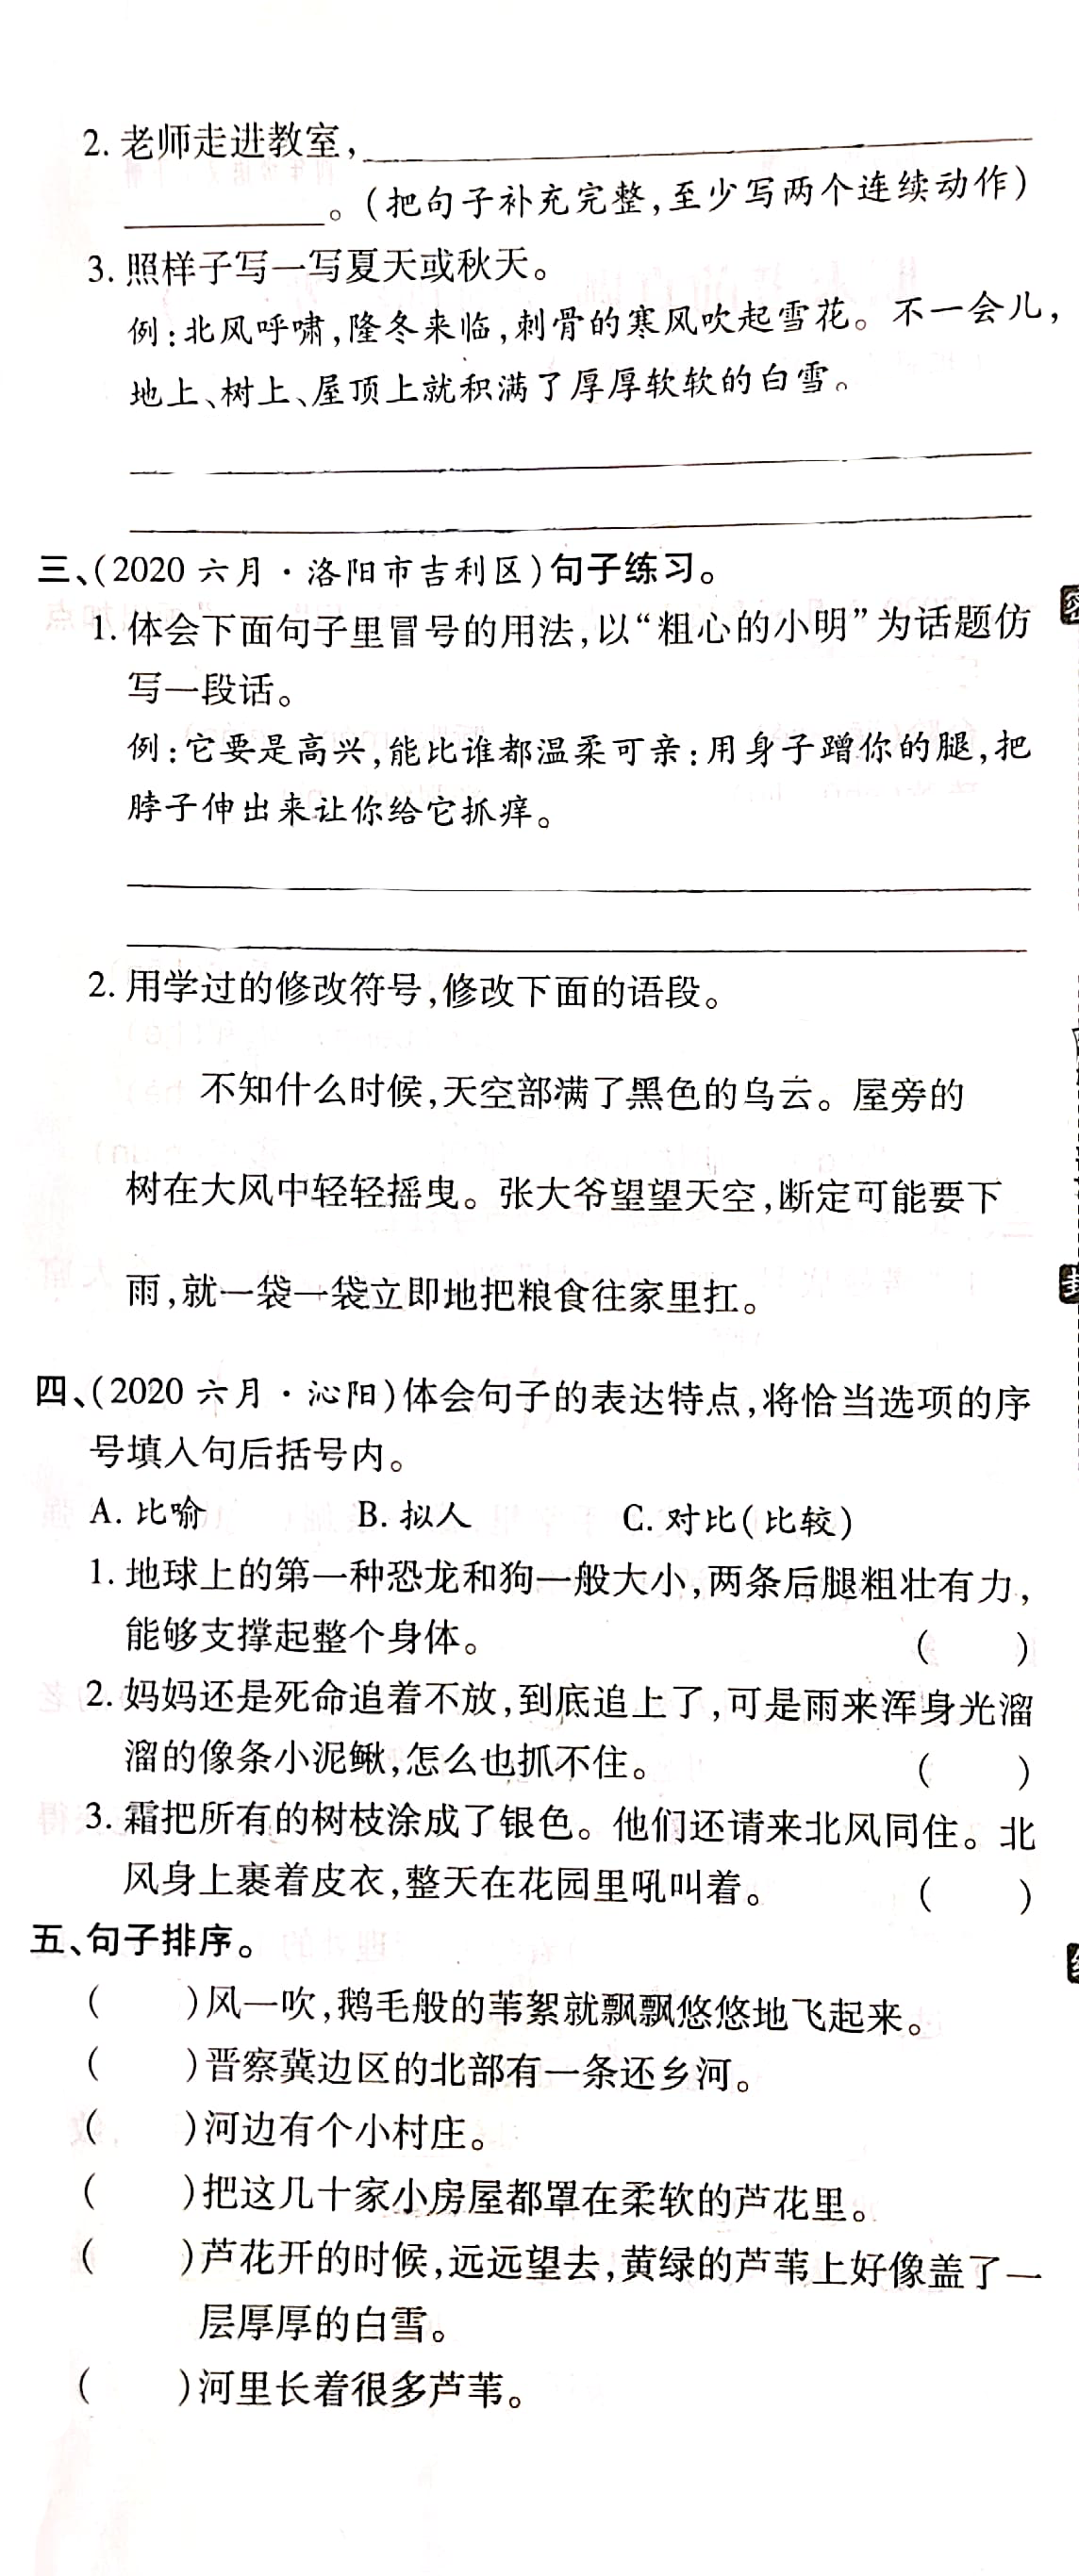 2. 老师走进教室,
。(把句子补充完整,至少写两个连续动作)
3. 照样子写一写夏天或秋天。
例:北风呼啸,隆冬来临,刺骨的寒风吹起雪花。不一会儿,
地上、树上、屋顶上就积满了厚厚软软的白雪。
三、(2020 六月·洛阳市吉利区)句子练习。
1. 体会下面句子里冒号的用法,以“粗心的小明”为话题仿
写一段话。
例:它要是高兴,能比谁都温柔可亲:用身子蹭你的腿,把
脖子伸出来让你给它抓痒。
2. 用学过的修改符号,修改下面的语段。
不知什么时候,天空部满了黑色的乌云。屋旁的
树在大风中轻轻摇曳。张大爷望望天空,断定可能要下
雨,就一袋一袋立即地把粮食往家里扛。
四、(2020 六月·沁阳)体会句子的表达特点,将恰当选项的序
号填入句后括号内。
A. 比喻 B. 拟人 C. 对比(比较)
1. 地球上的第一种恐龙和狗一般大小,两条后腿粗壮有力,
能够支撑起整个身体。 ( )
2. 妈妈还是死命追着不放,到底追上了,可是雨来浑身光溜
溜的像条小泥鳅,怎么也抓不住。 ( )
3. 霜把所有的树枝涂成了银色。他们还请来北风同住。北
风身上裹着皮衣,整天在花园里吼叫着。 ( )
五、句子排序。
( )风一吹,鹅毛般的苇絮就飘飘悠悠地飞起来。
( )晋察冀边区的北部有一条还乡河。
( )河边有个小村庄。
( )把这几十家小房屋都罩在柔软的芦花里。
( )芦花开的时候,远远望去,黄绿的芦苇上好像盖了一
层厚厚的白雪。
( )河里长着很多芦苇。